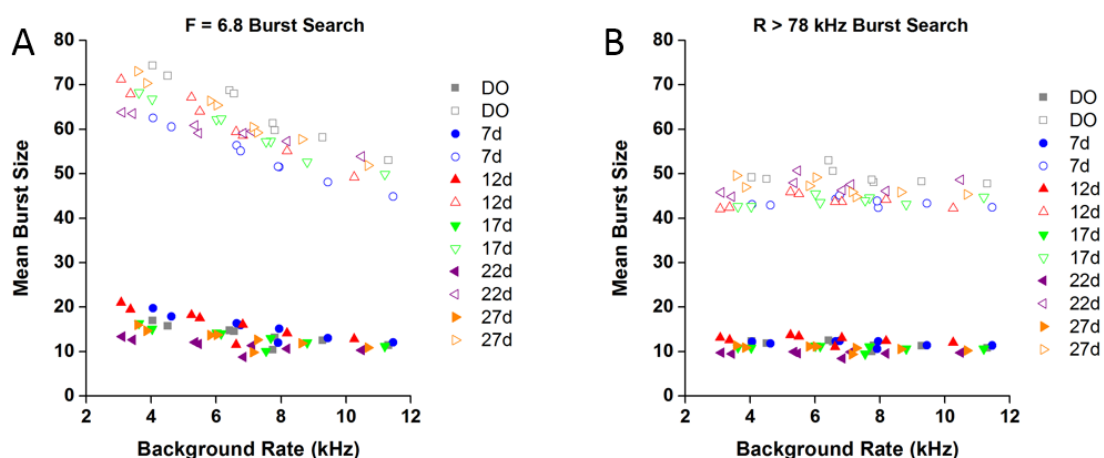 A
F = 6.8 Burst Search
80
70
60
50
40
30
20
10
0
2
4
6
8
10
12
Mean Burst Size
Background Rate (kHz)
DO
DO
7d
7d
12d
12d
17d
17d
22d
22d
27d
27d
B
R > 78 kHz Burst Search
80
70
60
50
40
30
20
10
0
2
4
6
8
10
12
Mean Burst Size
Background Rate (kHz)
DO
DO
7d
7d
12d
12d
17d
17d
22d
22d
27d
27d